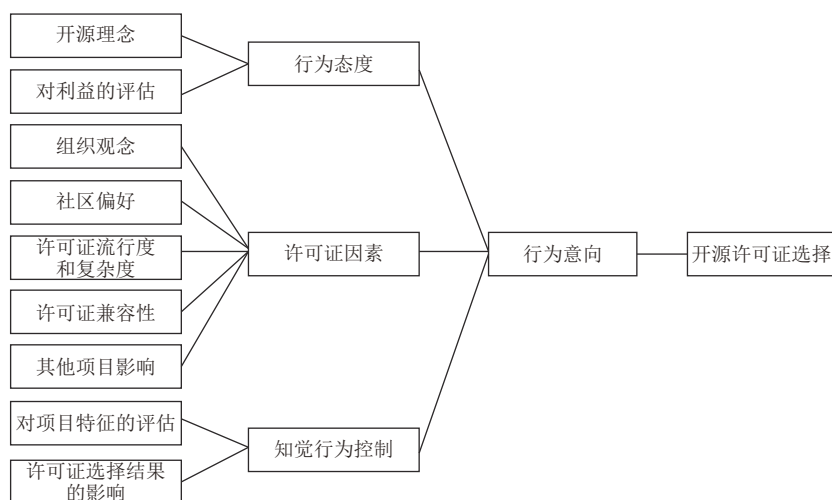 开源理念
对利益的评估
组织观念
社区偏好
许可证流行度
和复杂度
许可证兼容性
其他项目影响
对项目特征的评估
许可证选择结果
的影响
行为态度
许可证因素
知觉行为控制
行为意向
开源许可证选择